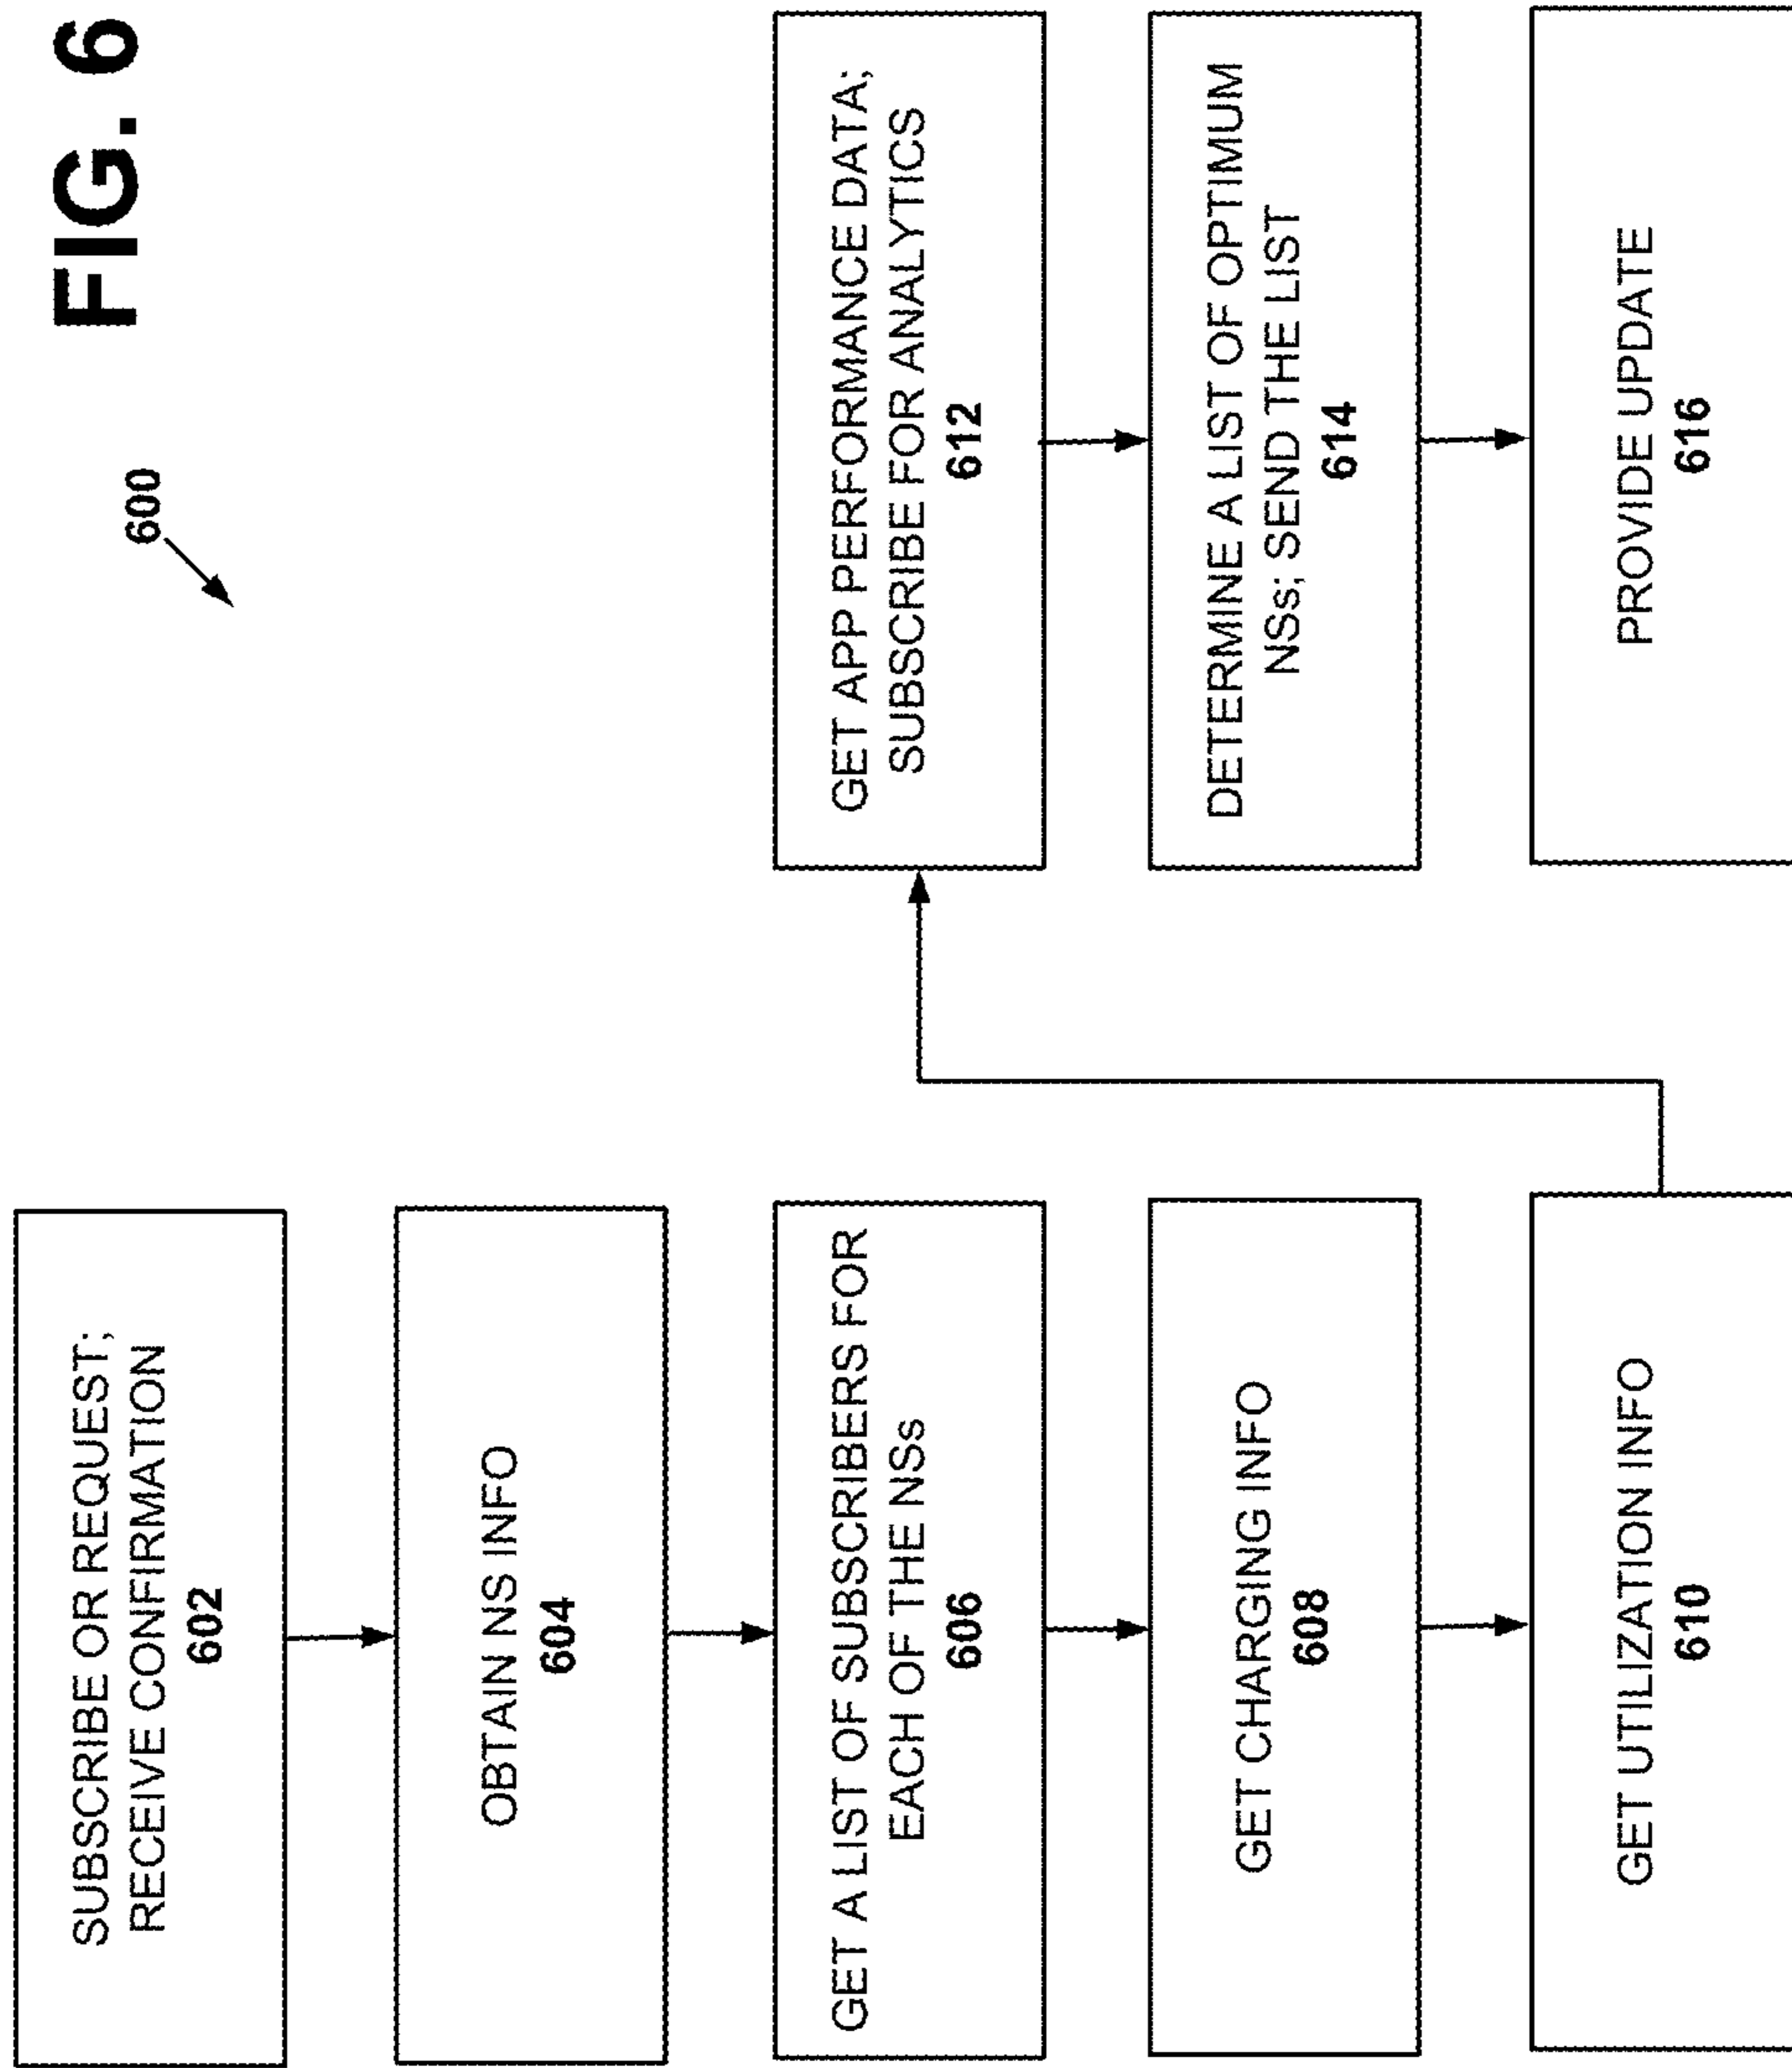 FIG. 6
600
SUBSCRIBE OR REQUEST;
RECEIVE CONFIRMATION
602
OBTAIN NS INFO
604
GET A LIST OF SUBSCRIBERS FOR
EACH OF THE NSs
606
GET CHARGING INFO
608
GET UTILIZATION INFO
610
GET APP PERFORMANCE DATA;
SUBSCRIBE FOR ANALYTICS
612
DETERMINE A LIST OF OPTIMUM
NSs; SEND THE LIST
614
PROVIDE UPDATE
616